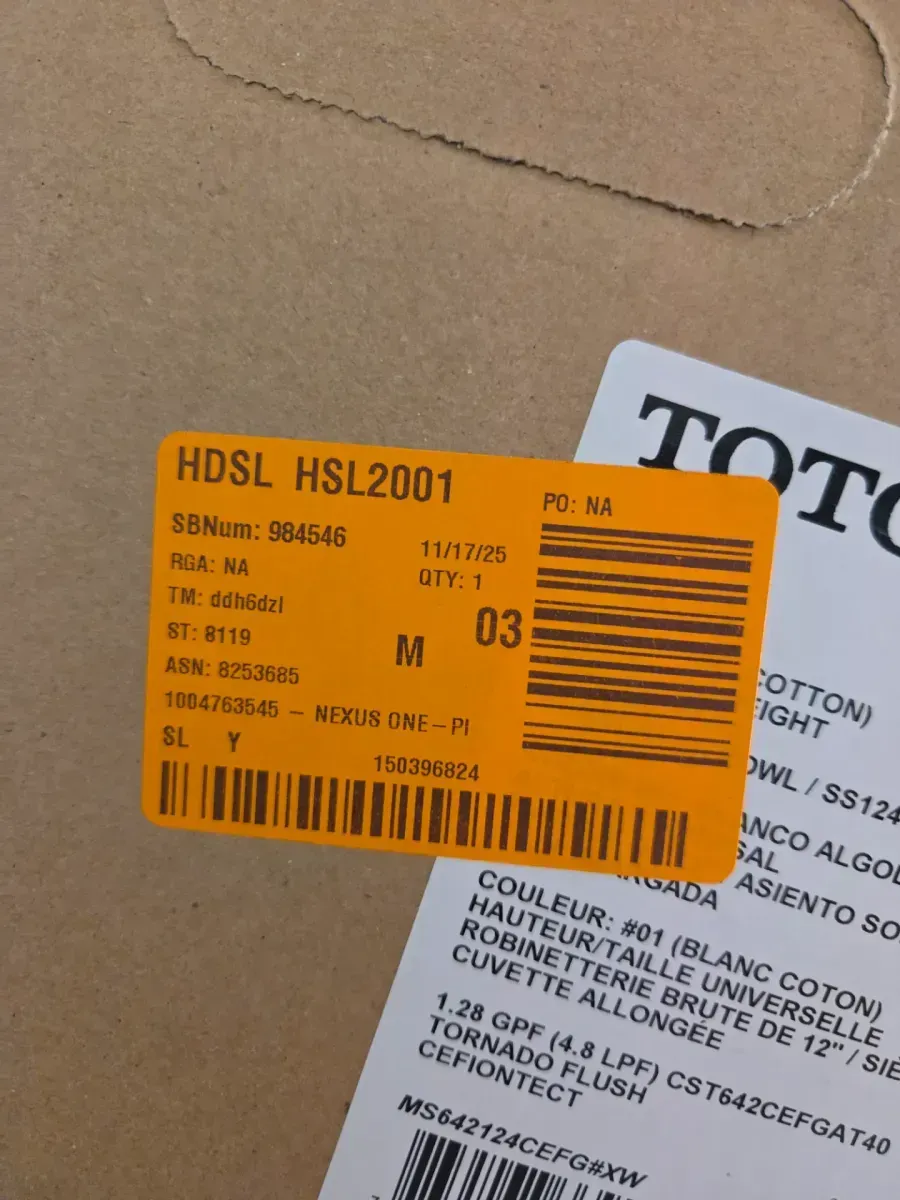 HDSL HSL2001
PO: NA
SBNum: 984546
11/17/25
RGA: NA
QTY: 1
TM: ddh6dzl
03
ST: 8119
M
ASN: 8253685
1004763545 - NEXUS ONE-PI
SL Y
150396824
TOTO
COTTON)
EIGHT
OWL / SS124
ANCO ALGOD
SAL
ARGADA ASIENTO SO
COULEUR: #01 (BLANC COTON)
HAUTEUR/TAILLE UNIVERSELLE
ROBINETTERIE BRUTE DE 12" / SIÈ
CUVETTE ALLONGÉE
1.28 GPF (4.8 LPF) CST642CEFGAT40
TORNADO FLUSH
CEFIONTECT
MS642124CEFG#XW